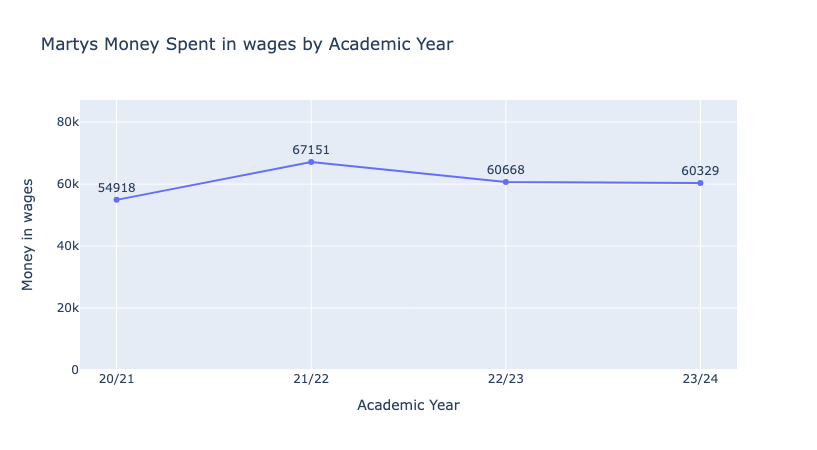 Martys Money Spent in wages by Academic Year
80k
67151
60668
60329
54918
60k
Money in wages
40k
20k
0
20/21
21/22
22/23
23/24
Academic Year